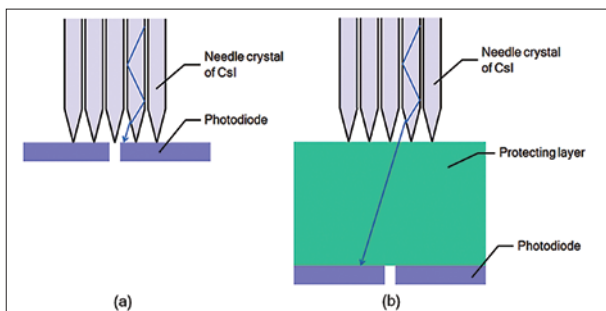 Needle crystal
of CsI
Photodiode
(a)
Needle crystal
of CsI
Protecting layer
Photodiode
(b)